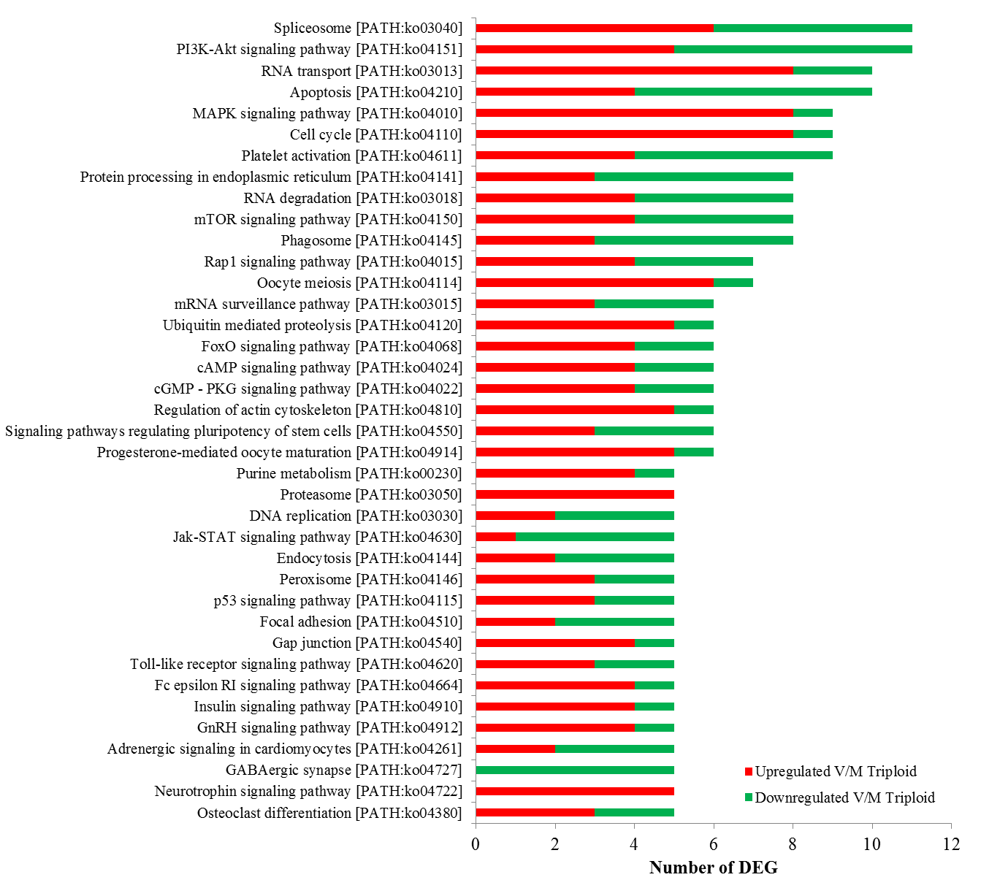 Spliceosome [PATH:ko03040]
PI3K-Akt signaling pathway [PATH:ko04151]
RNA transport [PATH:ko03013]
Apoptosis [PATH:ko04210]
MAPK signaling pathway [PATH:ko04010]
Cell cycle [PATH:ko04110]
Platelet activation [PATH:ko04611]
Protein processing in endoplasmic reticulum [PATH:ko04141]
RNA degradation [PATH:ko03018]
mTOR signaling pathway [PATH:ko04150]
Phagosome [PATH:ko04145]
Rap1 signaling pathway [PATH:ko04015]
Oocyte meiosis [PATH:ko04114]
mRNA surveillance pathway [PATH:ko03015]
Ubiquitin mediated proteolysis [PATH:ko04120]
FoxO signaling pathway [PATH:ko04068]
cAMP signaling pathway [PATH:ko04024]
cGMP - PKG signaling pathway [PATH:ko04022]
Regulation of actin cytoskeleton [PATH:ko04810]
Signaling pathways regulating pluripotency of stem cells [PATH:ko04550]
Progesterone-mediated oocyte maturation [PATH:ko04914]
Purine metabolism [PATH:ko00230]
Proteasome [PATH:ko03050]
DNA replication [PATH:ko03030]
Jak-STAT signaling pathway [PATH:ko04630]
Endocytosis [PATH:ko04144]
Peroxisome [PATH:ko04146]
p53 signaling pathway [PATH:ko04115]
Focal adhesion [PATH:ko04510]
Gap junction [PATH:ko04540]
Toll-like receptor signaling pathway [PATH:ko04620]
Fc epsilon RI signaling pathway [PATH:ko04664]
Insulin signaling pathway [PATH:ko04910]
GnRH signaling pathway [PATH:ko04912]
Adrenergic signaling in cardiomyocytes [PATH:ko04261]
GABAergic synapse [PATH:ko04727]
Neurotrophin signaling pathway [PATH:ko04722]
Osteoclast differentiation [PATH:ko04380]
Upregulated V/M Triploid
Downregulated V/M Triploid
0 2 4 6 8 10 12
Number of DEG